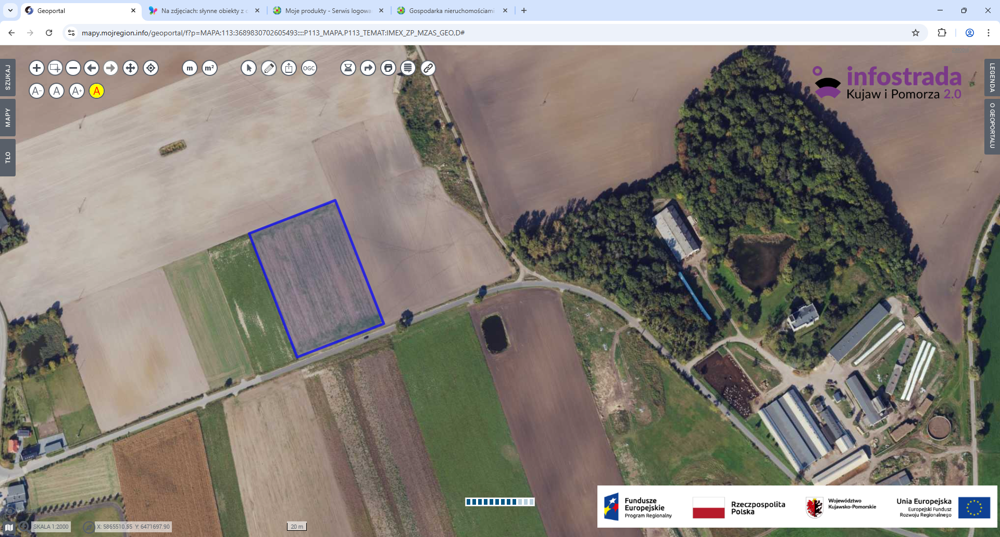 Geoportal
Na zdjęciach: słynne obiekty z
Moje produkty - Serwis logowa
Gospodarka nieruchomościami
mapy.mojregion.info/geoportal/f?p=MAPA:113:3689830702605493::::P113_MAPA,P113_TEMAT:IMEX_ZP_MZAS_GEO,D#
SZUKAJ
MAPY
TŁO
m
m²
OGC
A-
A
A+
A
infostrada
Kujaw i Pomorza 2.0
LEGENDA
O GEOPORTALU
SKALA 1:2000
X: 5865510.55 Y: 6471697.90
20 m
Fundusze
Europejskie
Program Regionalny
Rzeczpospolita
Polska
Województwo
Kujawsko-Pomorskie
Unia Europejska
Europejski Fundusz
Rozwoju Regionalnego